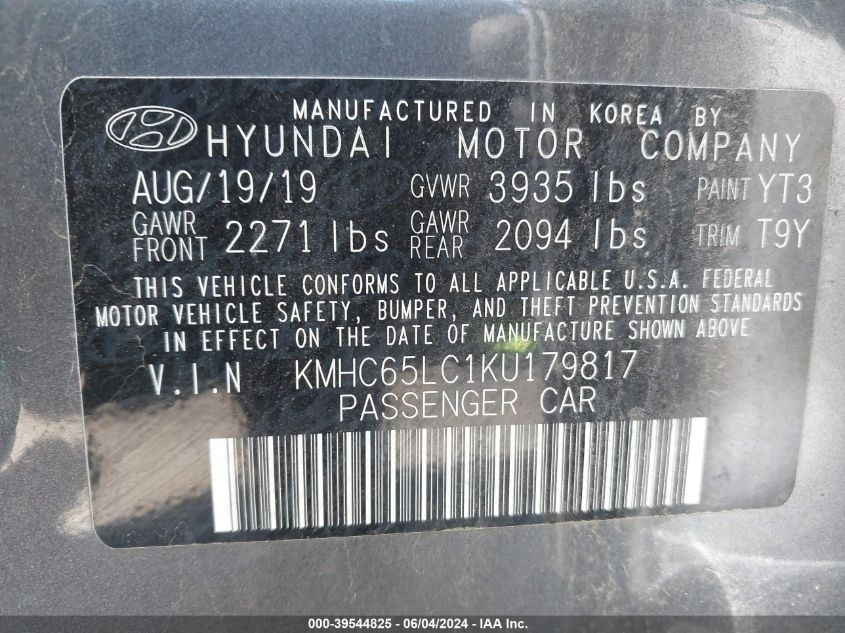 MANUFACTURED IN KOREA BY
HYUNDAI MOTOR COMPANY
AUG/19/19 GVWR 3935 lbs PAINT YT3
GAWR FRONT 2271 lbs GAWR REAR 2094 lbs TRIM T9Y
THIS VEHICLE CONFORMS TO ALL APPLICABLE U.S.A. FEDERAL
MOTOR VEHICLE SAFETY, BUMPER, AND THEFT PREVENTION STANDARDS
IN EFFECT ON THE DATE OF MANUFACTURE SHOWN ABOVE
V.I.N KMHC65LC1KU179817
PASSENGER CAR
000-39544825 - 06/04/2024 - IAA Inc.